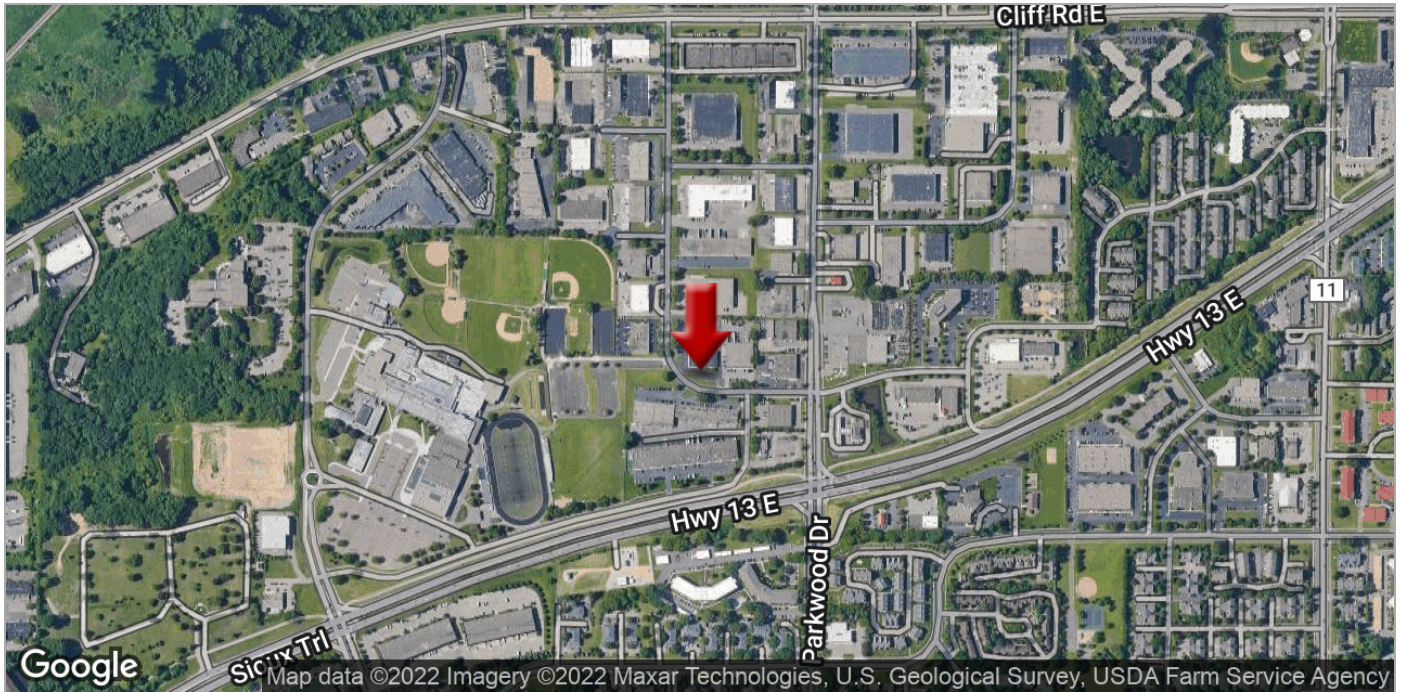 Cliff Rd E
11
Hwy 13 E
Hwy 13 E
Parkwood Dr
Sioux Trl
Google
Map data ©2022 Imagery ©2022 Maxar Technologies, U.S. Geological Survey, USDA Farm Service Agency